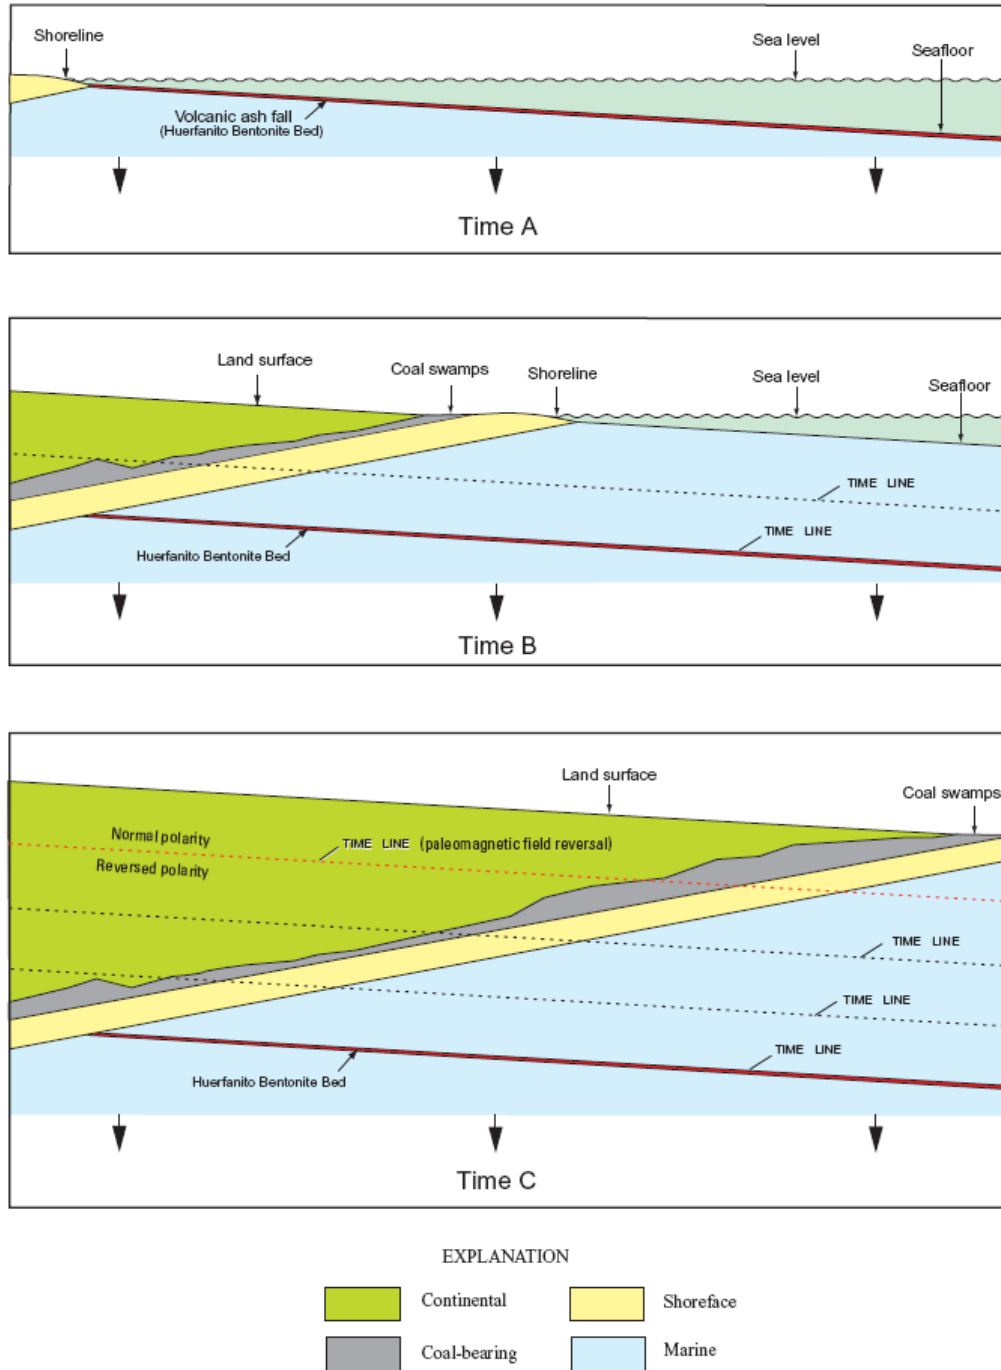 Shoreline
Sea level
Seafloor
Volcanic ash fall
(Huerfanito Bentonite Bed)
Time A
Land surface
Coal swamps
Shoreline
Sea level
Seafloor
TIME LINE
TIME LINE
Huerfanito Bentonite Bed
Time B
Land surface
Coal swamps
Normal polarity
TIME LINE (paleomagnetic field reversal)
Reversed polarity
TIME LINE
TIME LINE
TIME LINE
Huerfanito Bentonite Bed
Time C
EXPLANATION
Continental
Shoreface
Coal-bearing
Marine